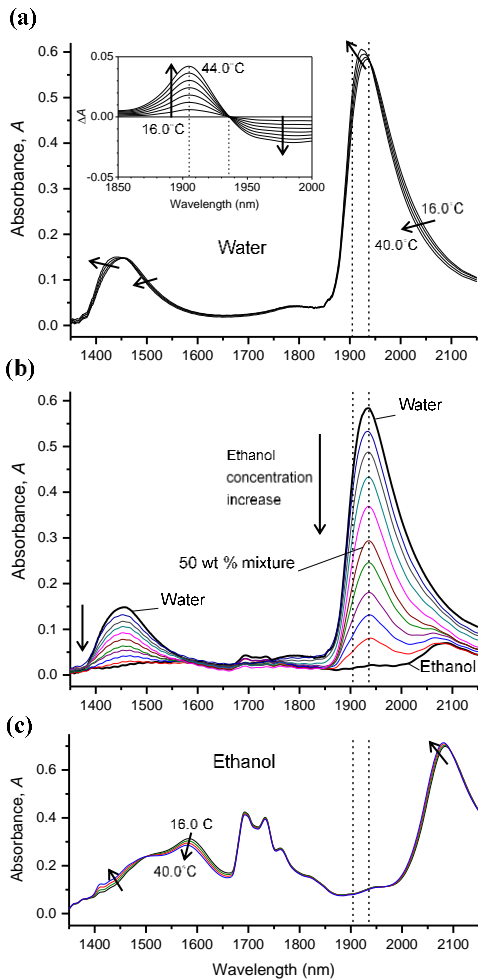 (a)
0.6
0.5
0.4
0.3
0.2
0.1
0.0
Absorbance, A
0.05
0.00
-0.05
ΔA
44.0°C
16.0°C
1850 1900 1950 2000
Wavelength (nm)
16.0°C
40.0°C
Water
1400 1500 1600 1700 1800 1900 2000 2100
(b)
0.6
0.5
0.4
0.3
0.2
0.1
0.0
Absorbance, A
Water
Ethanol
concentration
increase
50 wt % mixture
Water
Ethanol
1400 1500 1600 1700 1800 1900 2000 2100
(c)
0.6
0.4
0.2
0.0
Absorbance, A
Ethanol
16.0 C
40.0°C
1400 1500 1600 1700 1800 1900 2000 2100
Wavelength (nm)